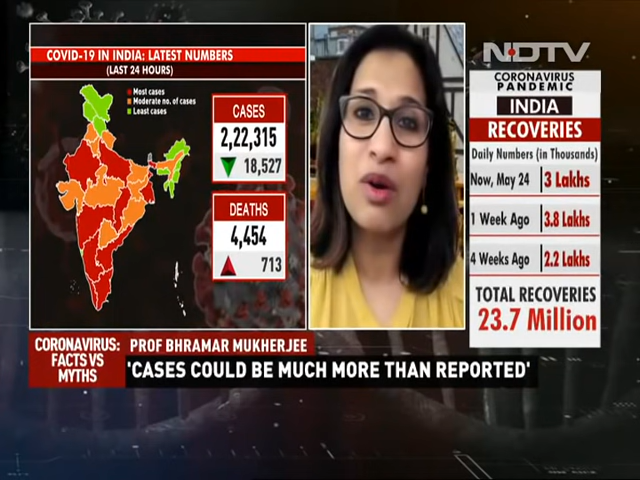 COVID-19 IN INDIA: LATEST NUMBERS
(LAST 24 HOURS)
Most cases
Moderate no. of cases
Least cases
CASES
2,22,315
18,527
DEATHS
4,454
713
NDTV
CORONAVIRUS
PANDEMIC
INDIA
RECOVERIES
Daily Numbers (in Thousands)
Now, May 24 3 Lakhs
1 Week Ago 3.8 Lakhs
4 Weeks Ago 2.2 Lakhs
TOTAL RECOVERIES
23.7 Million
CORONAVIRUS:
FACTS VS
MYTHS
PROF BHRAMAR MUKHERJEE
'CASES COULD BE MUCH MORE THAN REPORTED'